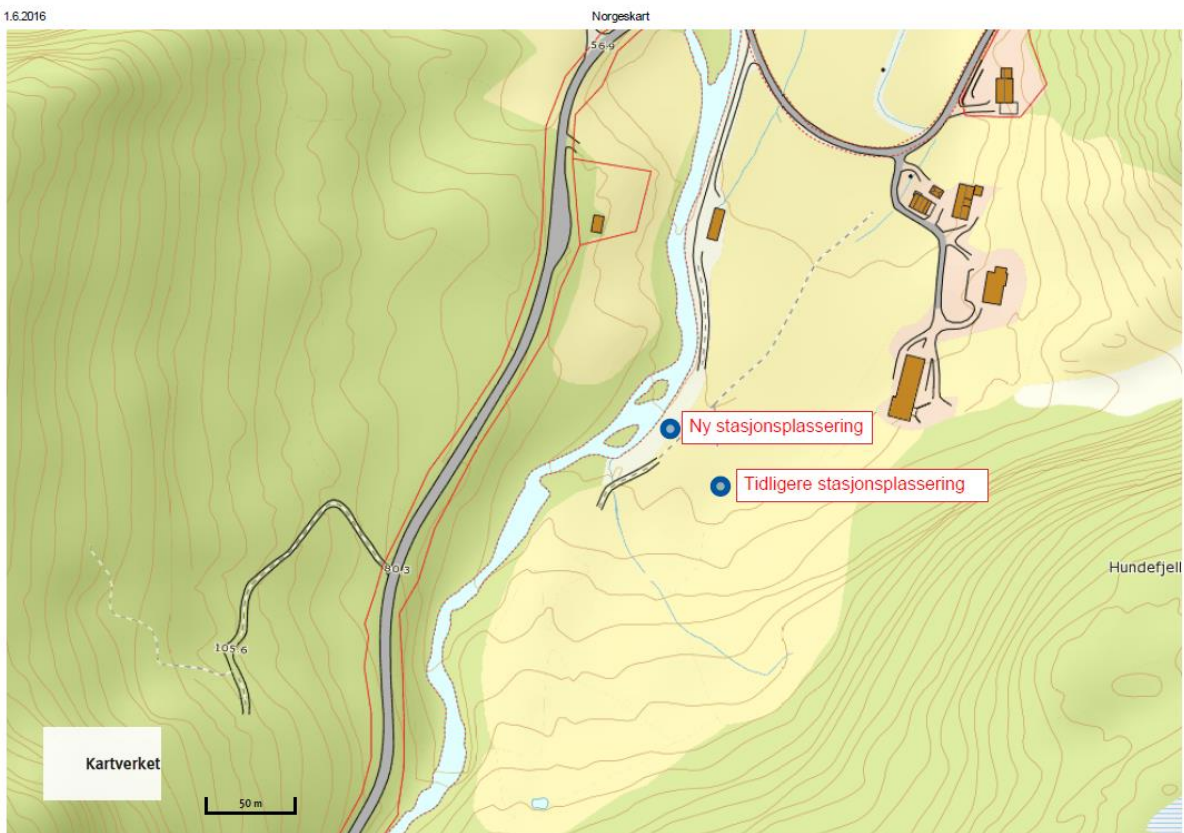 1.6.2016
Norgeskart
56.9
Ny stasjonsplassering
Tidligere stasjonsplassering
80.3
Hundefjell
105.6
Kartverket
50 m